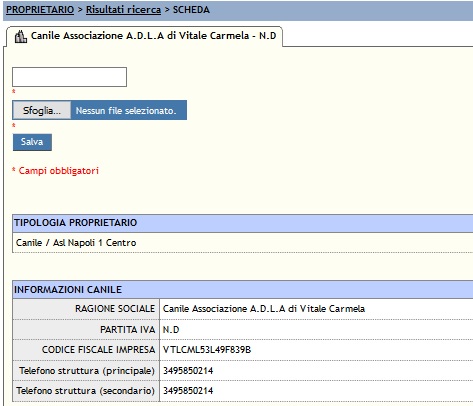 PROPRIETARIO > Risultati ricerca > SCHEDA
Canile Associazione A.D.L.A di Vitale Carmela - N.D
*
Sfoglia... Nessun file selezionato.
*
Salva
* Campi obbligatori
TIPOLOGIA PROPRIETARIO
Canile / Asl Napoli 1 Centro
INFORMAZIONI CANILE
RAGIONE SOCIALE Canile Associazione A.D.L.A di Vitale Carmela
PARTITA IVA N.D
CODICE FISCALE IMPRESA VTLCML53L49F839B
Telefono struttura (principale) 3495850214
Telefono struttura (secondario) 3495850214